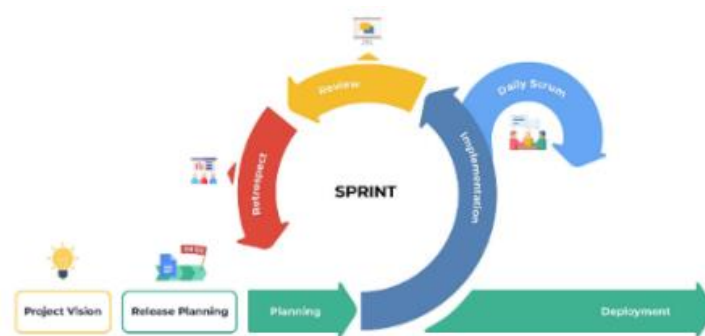 Review
Daily Scrum
Implementation
Retrospect
SPRINT
Project Vision
Release Planning
Planning
Deployment